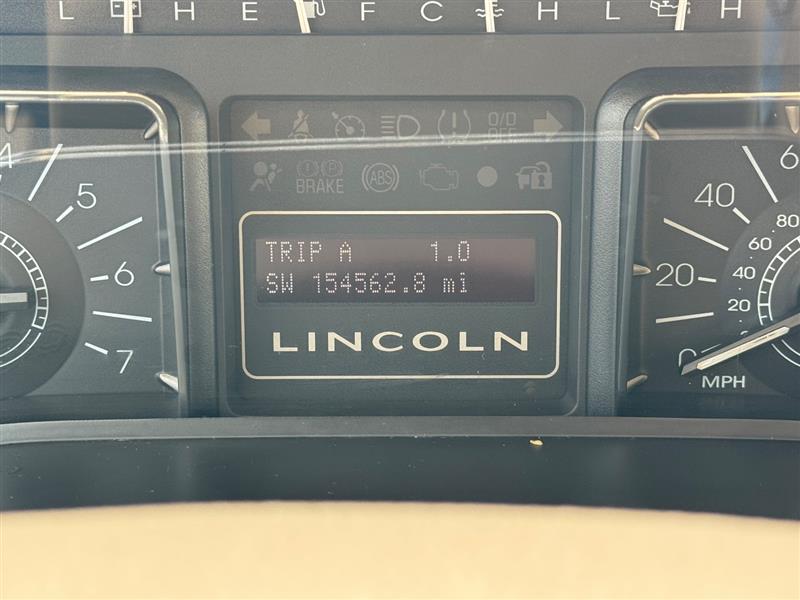 L H E F C H L H
O/D OFF
BRAKE
ABS
TRIP A 1.0
SW 154562.8 mi
LINCOLN
4 5 6 7
0 20 40 6
20 40 60 80
MPH